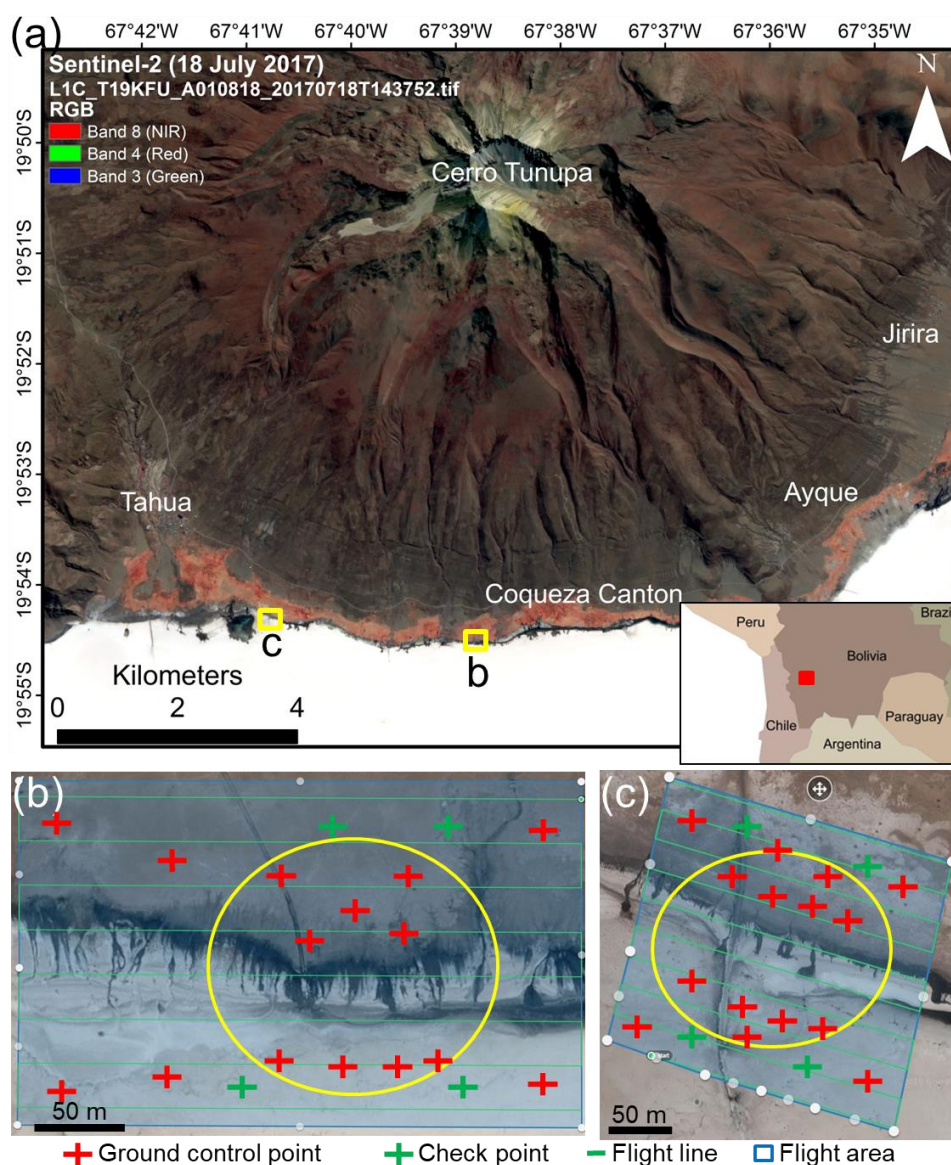 (a)
67°42'W 67°41'W 67°40'W 67°39'W 67°38'W 67°37'W 67°36'W 67°35'W
Sentinel-2 (18 July 2017)
L1C_T19KFU_A010818_20170718T143752.tif
RGB
Band 8 (NIR)
Band 4 (Red)
Band 3 (Green)
N
19°50'S
19°51'S
19°52'S
19°53'S
19°54'S
19°55'S
Cerro Tunupa
Jirira
Ayque
Tahua
Coqueza Canton
c
b
Kilometers
0 2 4
Peru
Brazi
Bolivia
Paraguay
Chile
Argentina
(b)
50 m
(c)
Start
50 m
Ground control point Check point Flight line Flight area